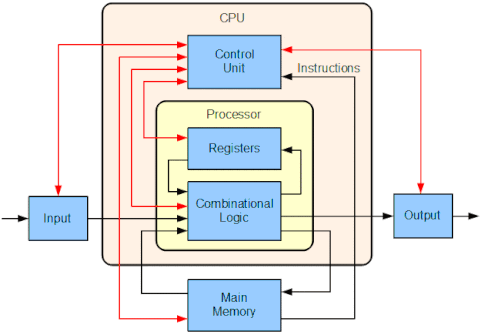 CPU
Control
Unit
Instructions
Processor
Registers
Combinational
Logic
Input
Output
Main
Memory